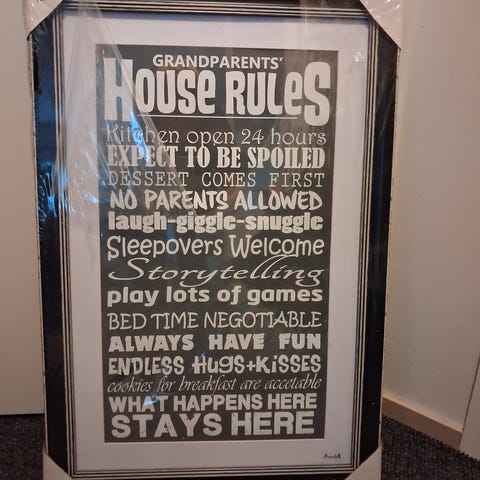 GRANDPARENTS'
HOUSE RULES
Kitchen open 24 hours
EXPECT TO BE SPOILED
DESSERT COMES FIRST
NO PARENTS ALLOWED
laugh-giggle-snuggle
Sleepovers Welcome
Storytelling
play lots of games
BED TIME NEGOTIABLE
ALWAYS HAVE FUN
ENDLESS HUGS+KISSES
cookies for breakfast are accetable
WHAT HAPPENS HERE
STAYS HERE